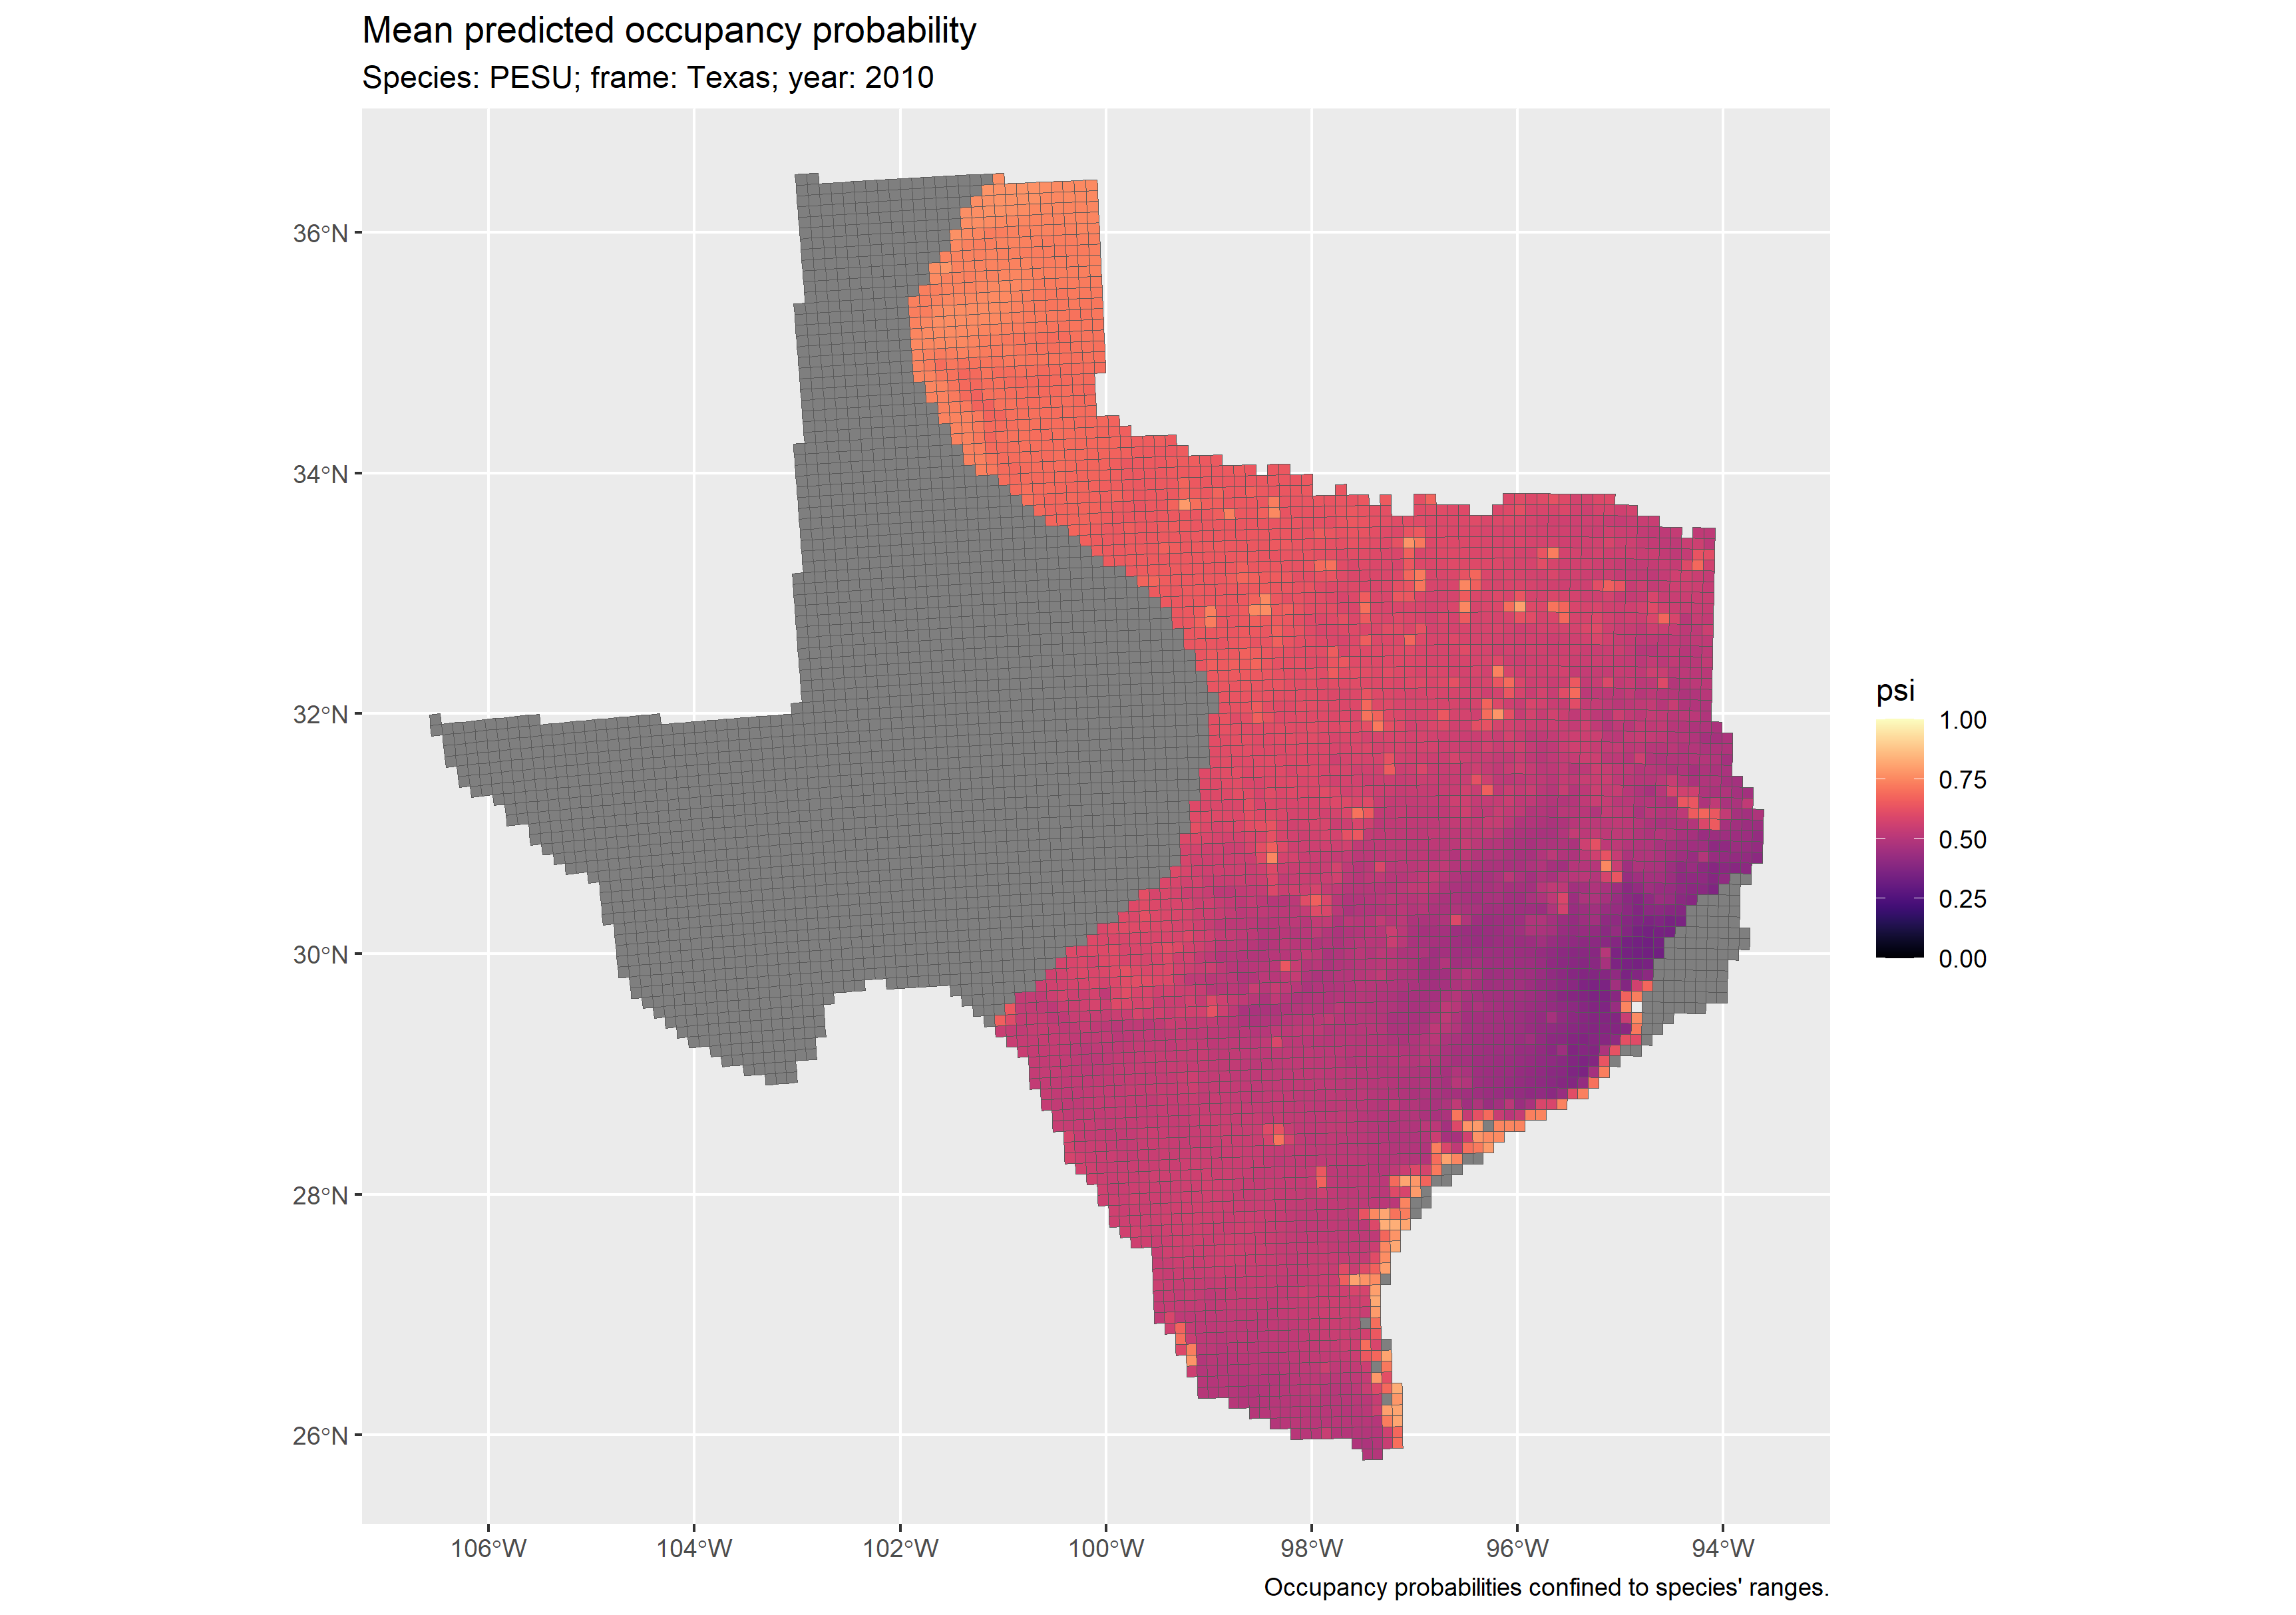 Mean predicted occupancy probability
Species: PESU; frame: Texas; year: 2010
36°N
34°N
32°N
30°N
28°N
26°N
106°W
104°W
102°W
100°W
98°W
96°W
94°W
psi
1.00
0.75
0.50
0.25
0.00
Occupancy probabilities confined to species' ranges.